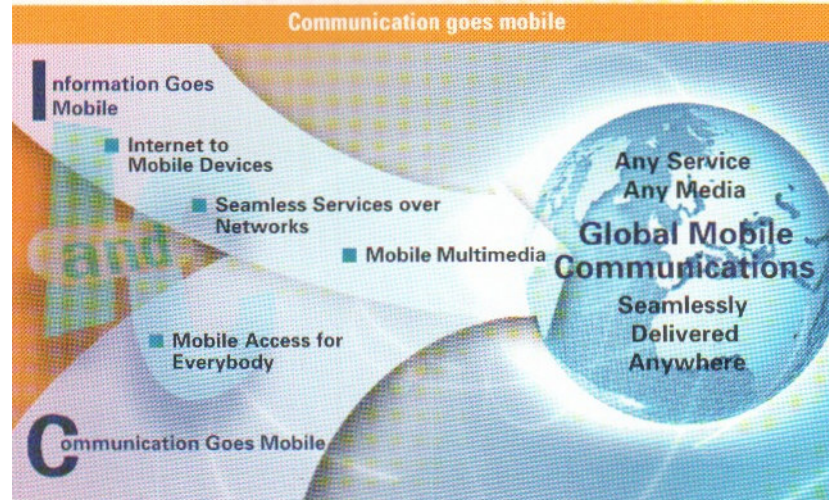 Communication goes mobile
Information Goes
Mobile
Internet to
Mobile Devices
Seamless Services over
Networks
Mobile Multimedia
and
Mobile Access for
Everybody
Communication Goes Mobile
Any Service
Any Media
Global Mobile
Communications
Seamlessly
Delivered
Anywhere